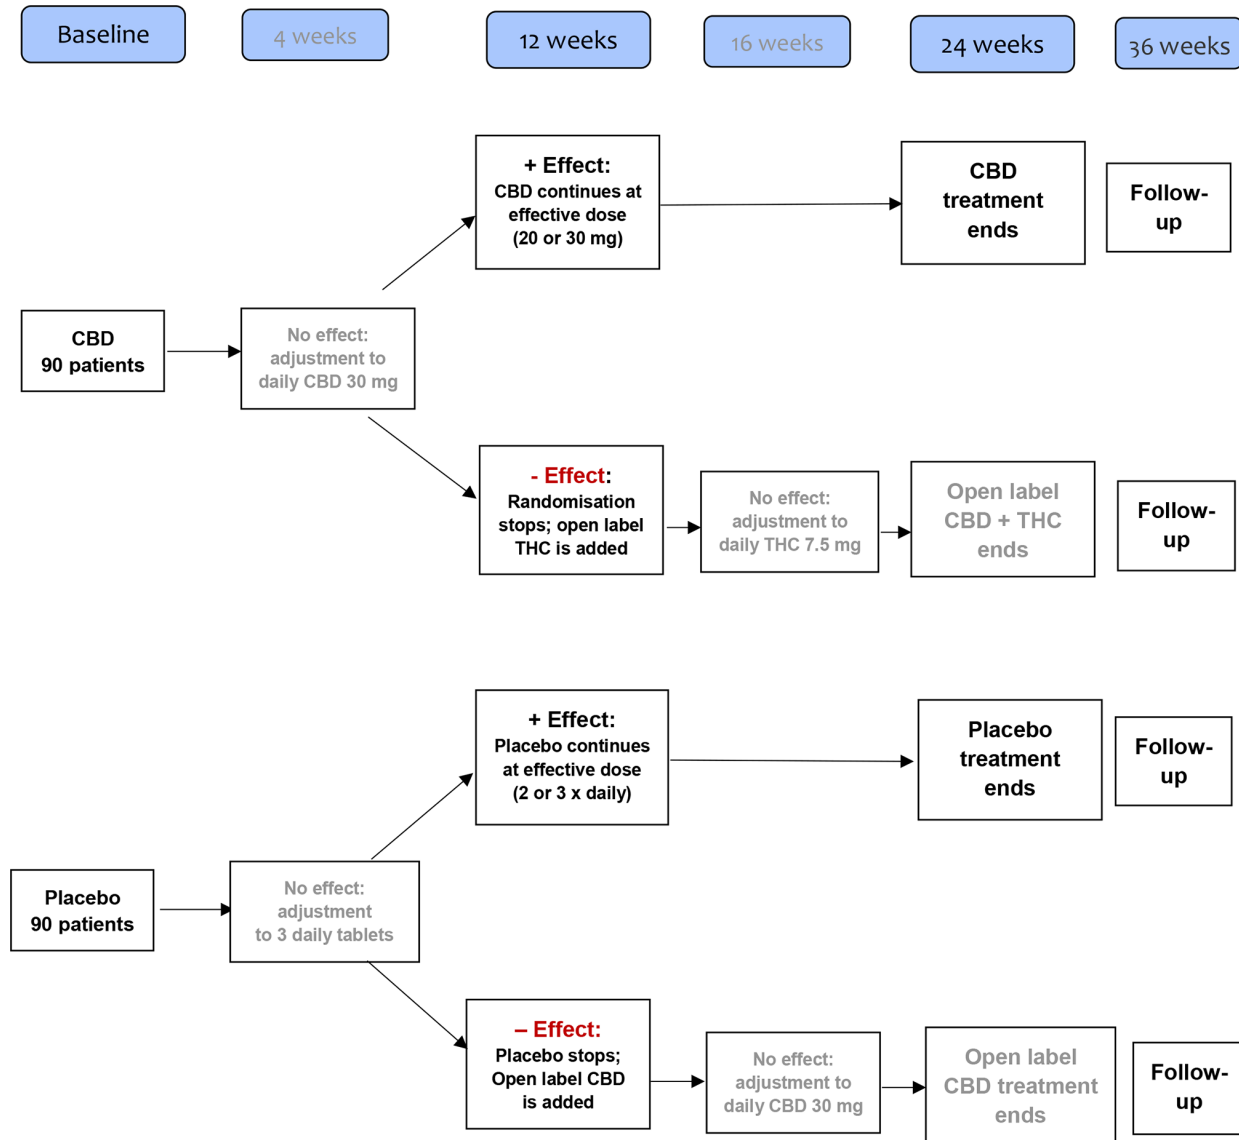 Baseline
4 weeks
12 weeks
16 weeks
24 weeks
36 weeks
+ Effect:
CBD continues at
effective dose
(20 or 30 mg)
CBD
treatment
ends
Follow-
up
CBD
90 patients
No effect:
adjustment to
daily CBD 30 mg
- Effect:
Randomisation
stops; open label
THC is added
No effect:
adjustment to
daily THC 7.5 mg
Open label
CBD + THC
ends
Follow-
up
+ Effect:
Placebo continues
at effective dose
(2 or 3 x daily)
Placebo
treatment
ends
Follow-
up
Placebo
90 patients
No effect:
adjustment
to 3 daily tablets
– Effect:
Placebo stops;
Open label CBD
is added
No effect:
adjustment to
daily CBD 30 mg
Open label
CBD treatment
ends
Follow-
up